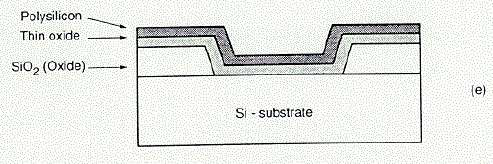 Polysilicon
Thin oxide
SiO₂ (Oxide)
Si - substrate
(e)